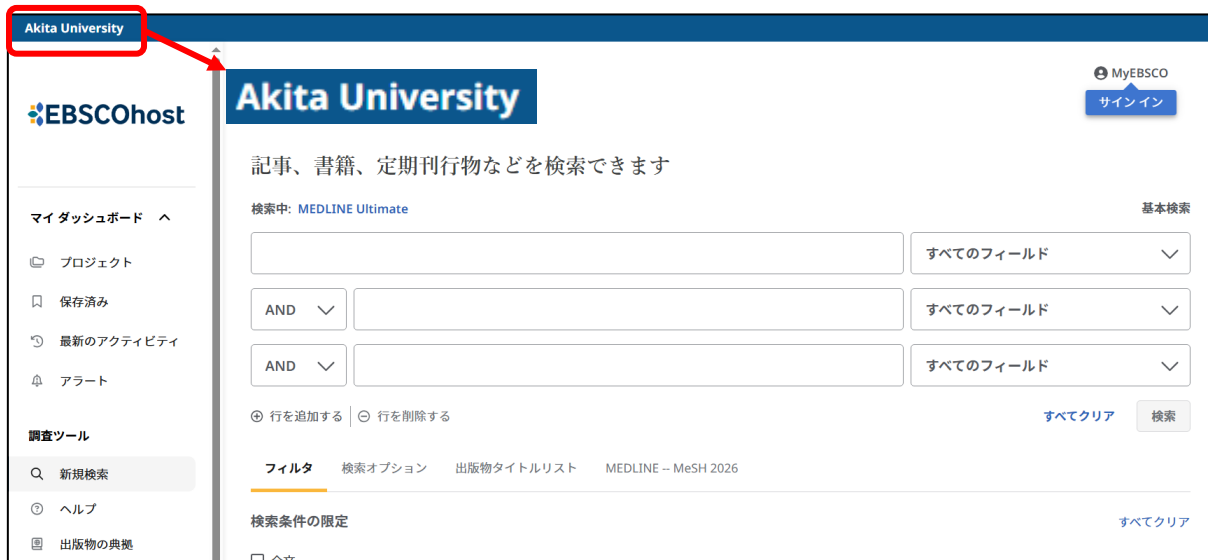 Akita University
EBSCOhost
Akita University
MyEBSCO
サイン イン
記事、書籍、定期刊行物などを検索できます
検索中: MEDLINE Ultimate
基本検索
すべてのフィールド
AND
すべてのフィールド
AND
すべてのフィールド
行を追加する
行を削除する
すべてクリア
検索
フィルタ
検索オプション
出版物タイトルリスト
MEDLINE -- MeSH 2026
検索条件の限定
すべてクリア
マイ ダッシュボード
プロジェクト
保存済み
最新のアクティビティ
アラート
調査ツール
新規検索
ヘルプ
出版物の典拠